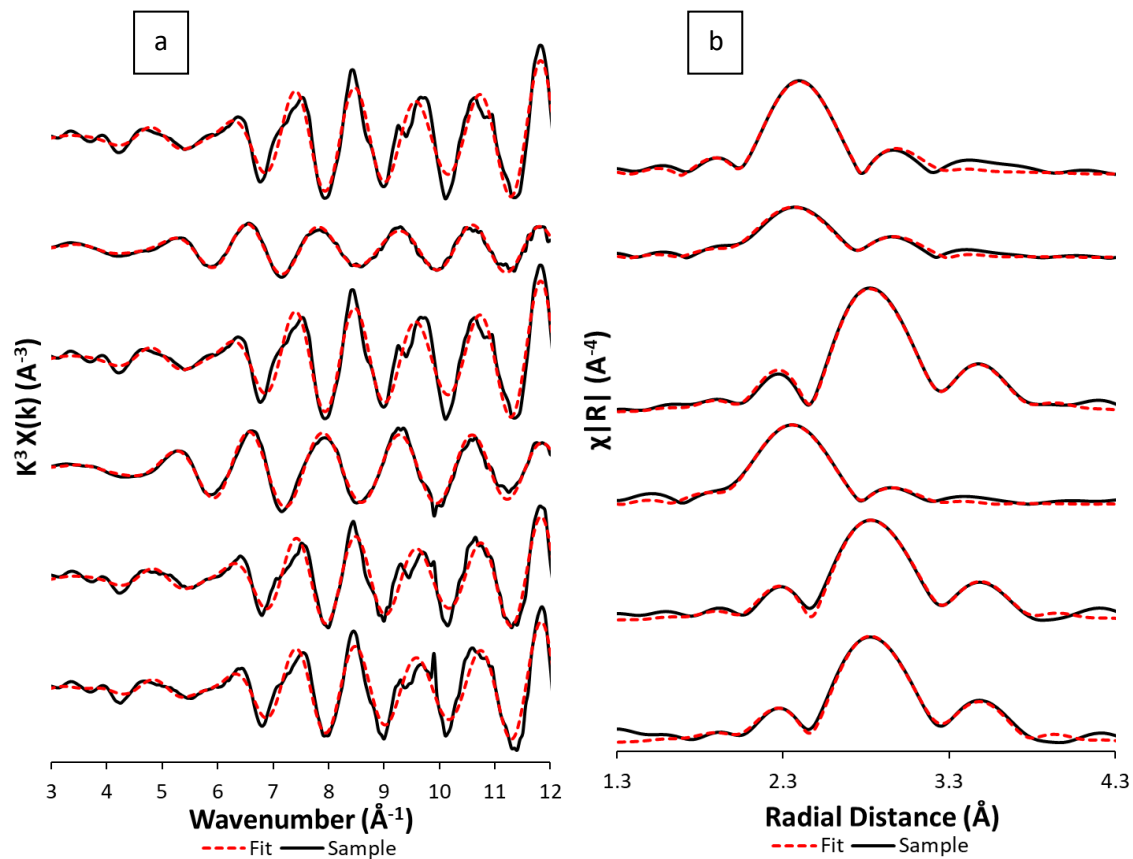 a
b
K³ X(k) (A⁻³)
χ|R| (A⁻⁴)
3 4 5 6 7 8 9 10 11 12
1.3 2.3 3.3 4.3
Wavenumber (Å⁻¹)
Radial Distance (Å)
Fit Sample
Fit Sample